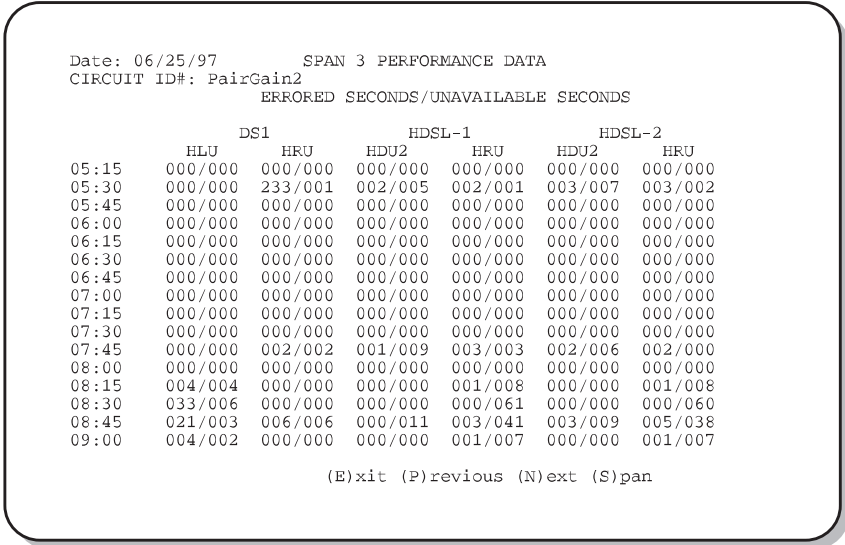 Date: 06/25/97 SPAN 3 PERFORMANCE DATA
CIRCUIT ID#: PairGain2
ERRORED SECONDS/UNAVAILABLE SECONDS
DS1 HDSL-1 HDSL-2
HLU HRU HDU2 HRU HDU2 HRU
05:15 000/000 000/000 000/000 000/000 000/000 000/000
05:30 000/000 233/001 002/005 002/001 003/007 003/002
05:45 000/000 000/000 000/000 000/000 000/000 000/000
06:00 000/000 000/000 000/000 000/000 000/000 000/000
06:15 000/000 000/000 000/000 000/000 000/000 000/000
06:30 000/000 000/000 000/000 000/000 000/000 000/000
06:45 000/000 000/000 000/000 000/000 000/000 000/000
07:00 000/000 000/000 000/000 000/000 000/000 000/000
07:15 000/000 000/000 000/000 000/000 000/000 000/000
07:30 000/000 000/000 000/000 000/000 000/000 000/000
07:45 000/000 002/002 001/009 003/003 002/006 002/000
08:00 000/000 000/000 000/000 000/000 000/000 000/000
08:15 004/004 000/000 000/000 001/008 000/000 001/008
08:30 033/006 000/000 000/000 000/061 000/000 000/060
08:45 021/003 006/006 000/011 003/041 003/009 005/038
09:00 004/002 000/000 000/000 001/007 000/000 001/007
(E)xit (P)revious (N)ext (S)pan